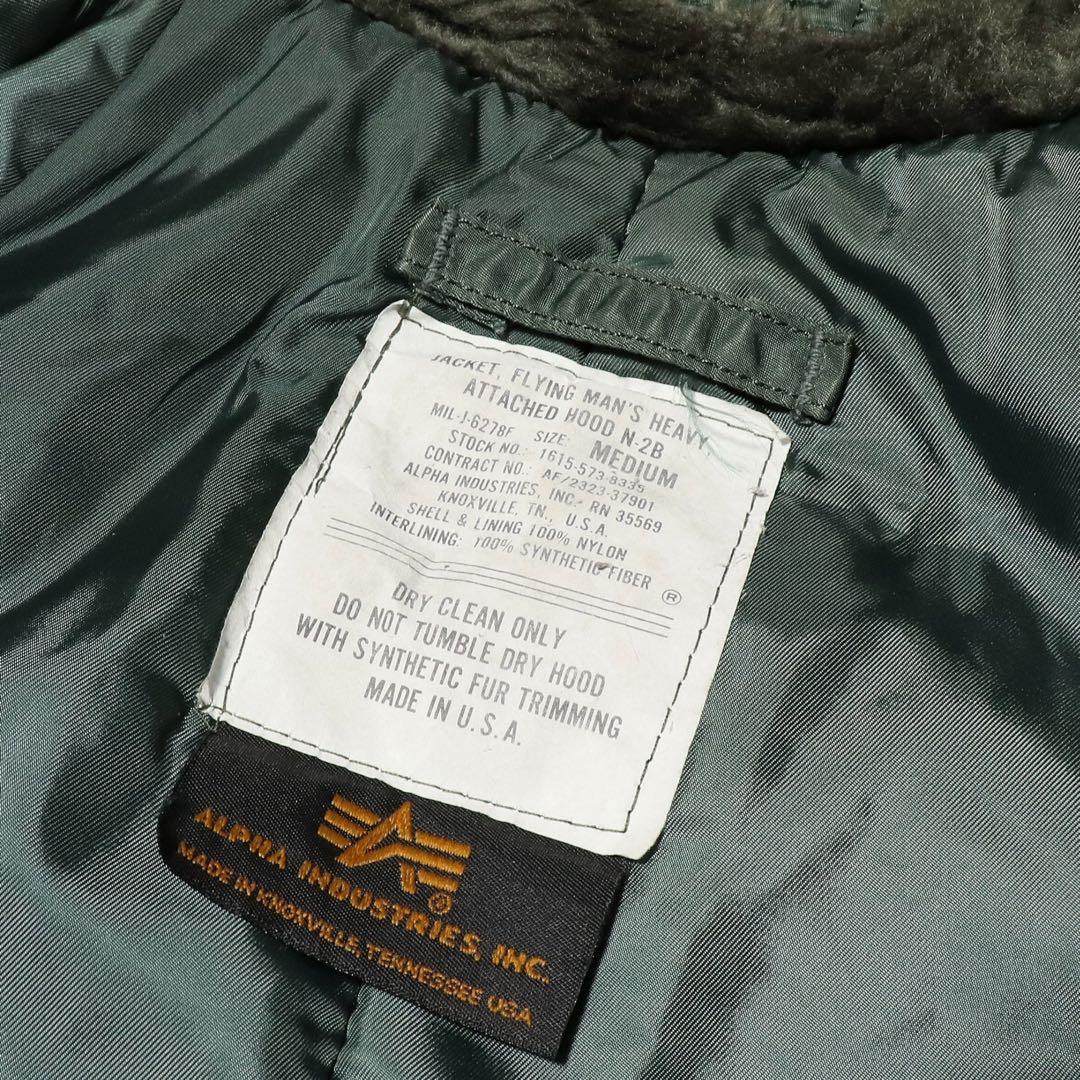 JACKET, FLYING MAN'S HEAVY
ATTACHED HOOD N-2B
MIL-J-6278F SIZE: MEDIUM
STOCK NO.: 1615-573-8339
CONTRACT NO.: AF/2323-37901
ALPHA INDUSTRIES, INC. RN 35569
KNOXVILLE, TN., U.S.A.
SHELL & LINING 100% NYLON
INTERLINING: 100% SYNTHETIC FIBER
®
DRY CLEAN ONLY
DO NOT TUMBLE DRY HOOD
WITH SYNTHETIC FUR TRIMMING
MADE IN U.S.A.
®
ALPHA INDUSTRIES, INC.
MADE IN KNOXVILLE, TENNESSEE USA